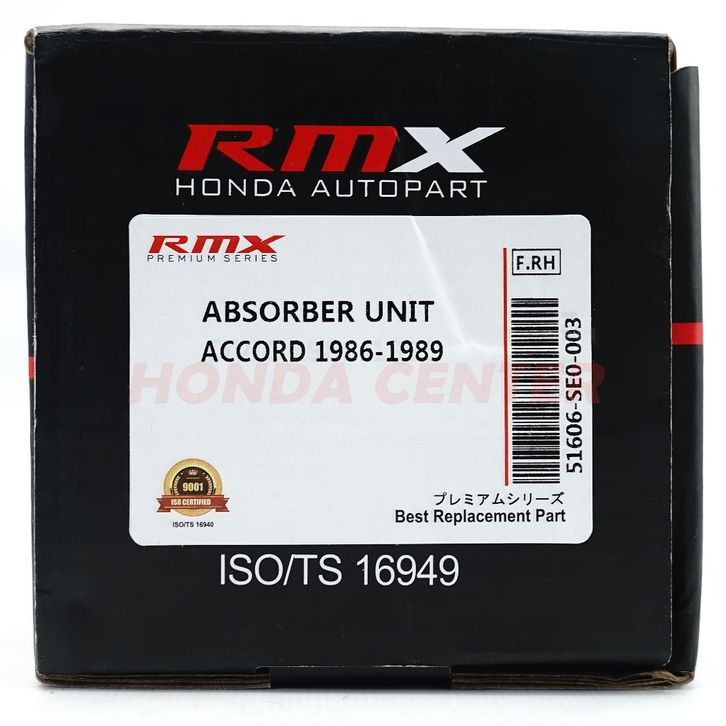 RMX
HONDA AUTOPART
RMX
PREMIUM SERIES
F.RH
ABSORBER UNIT
ACCORD 1986-1989
HONDA CENTER
51606-SE0-003
9001
ISO CERTIFIED
ISO/TS 16940
プレミアムシリーズ
Best Replacement Part
ISO/TS 16949